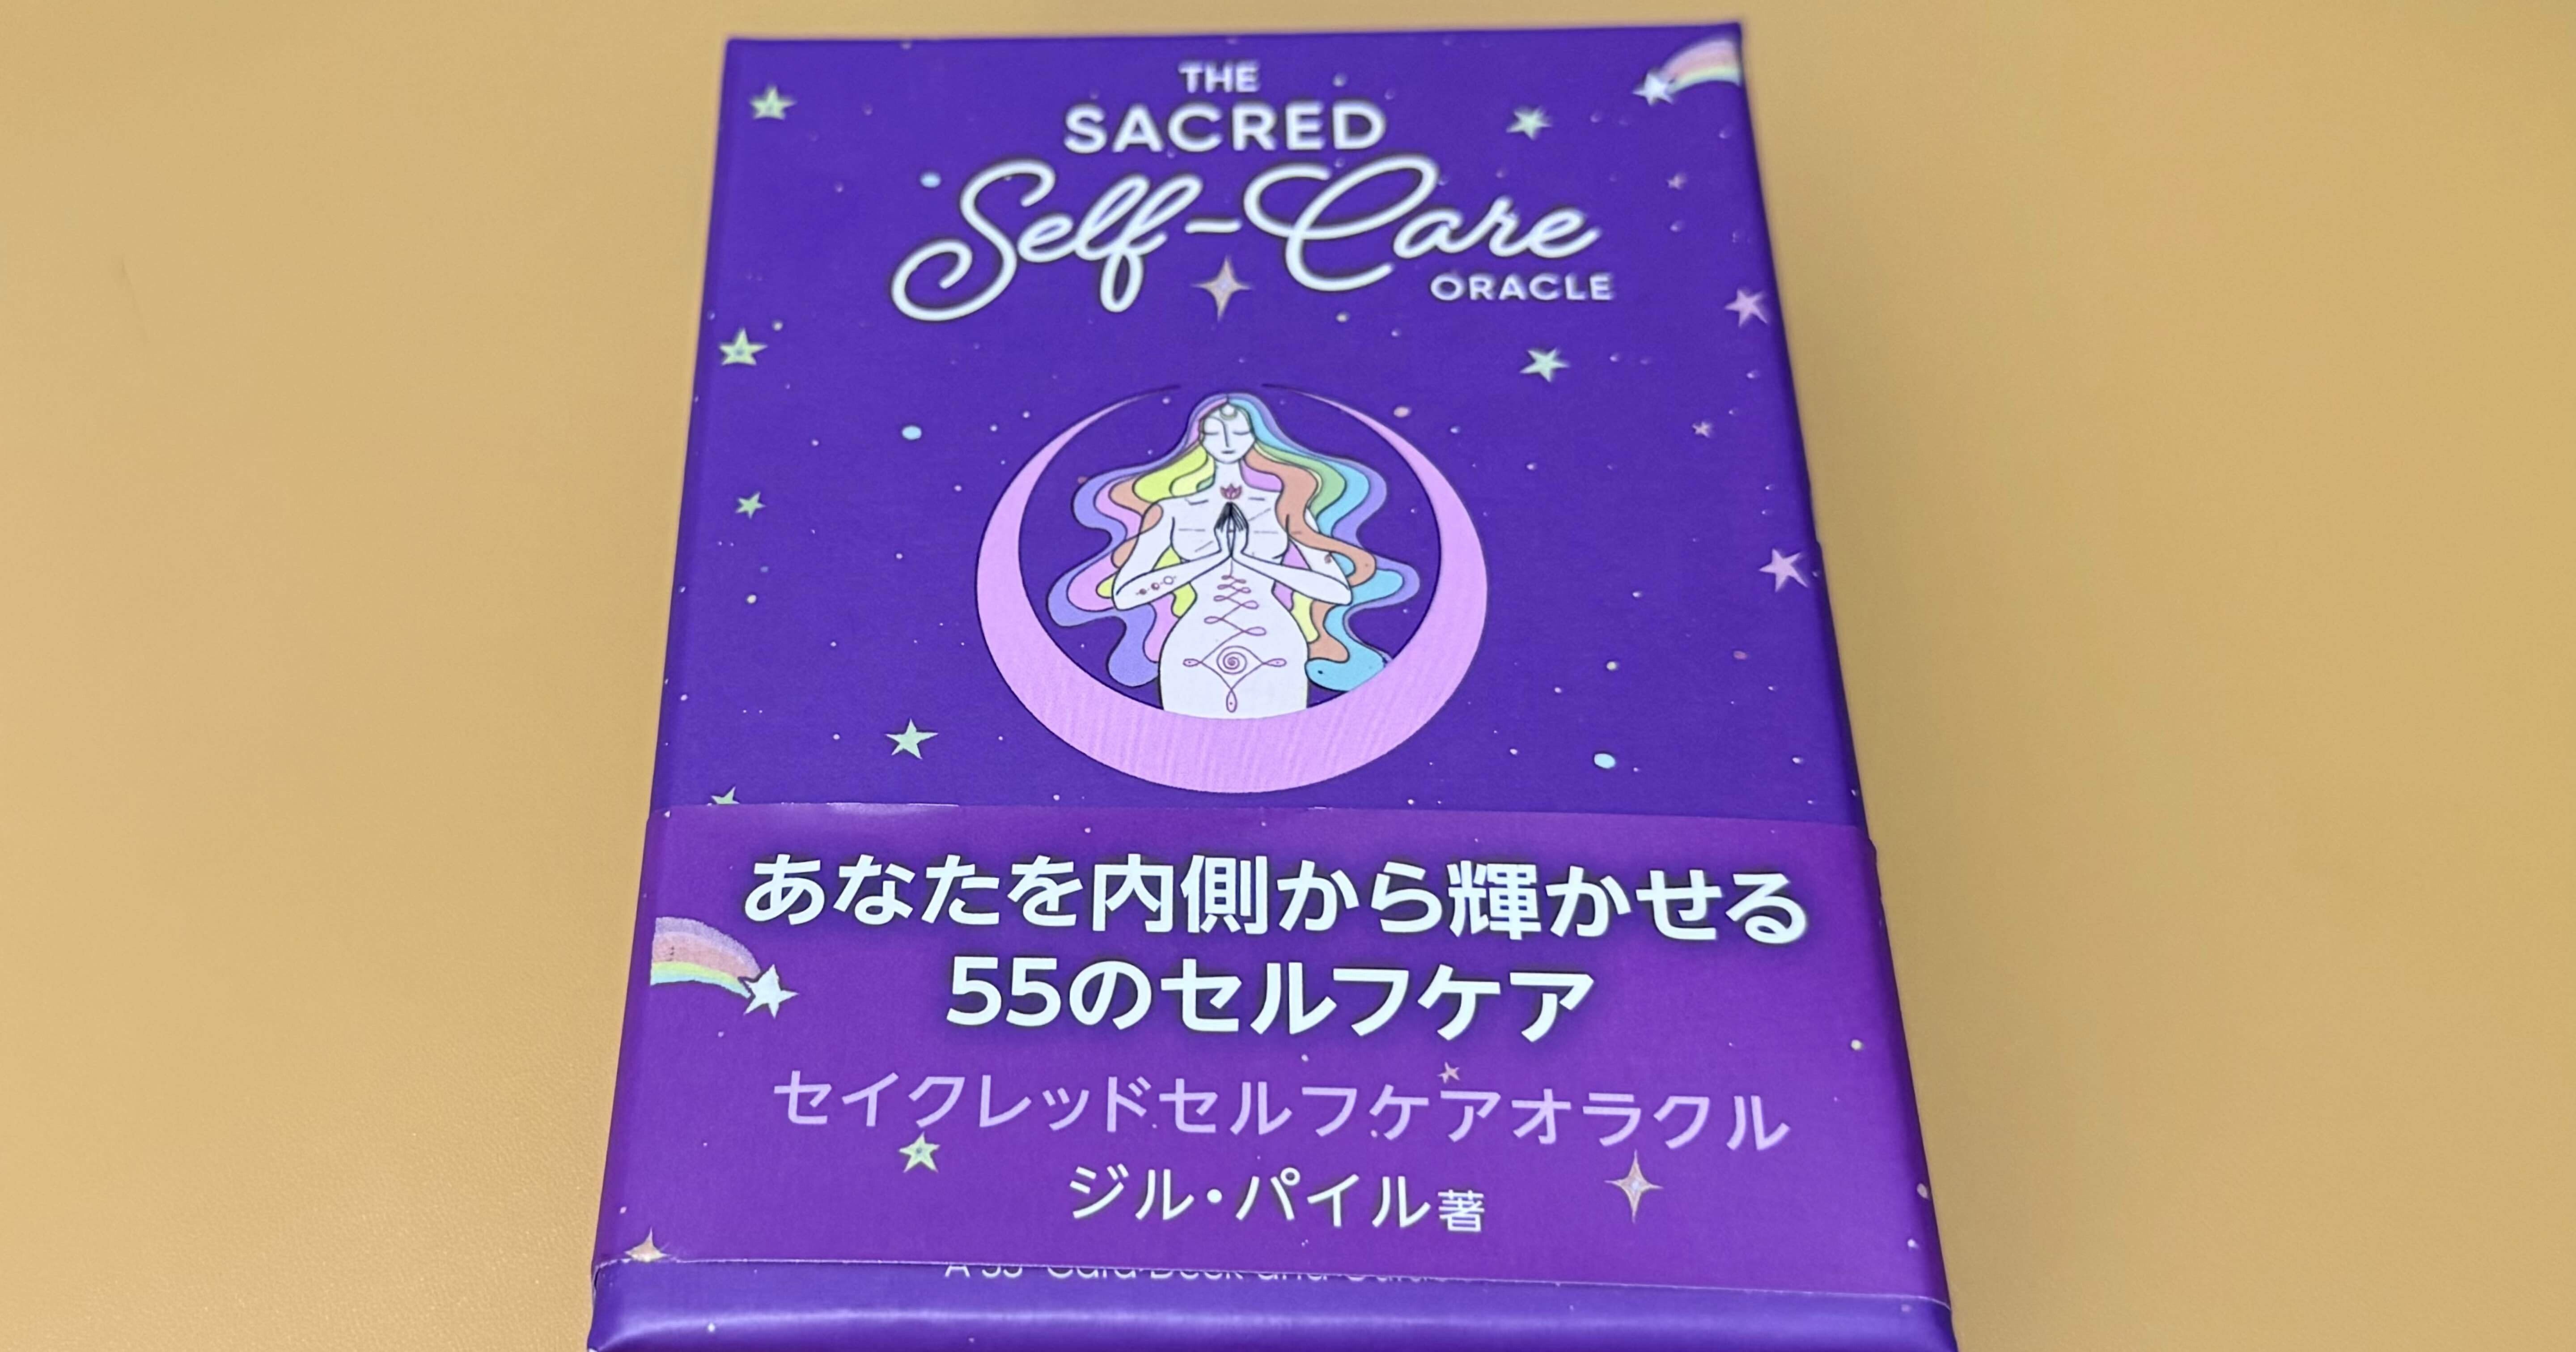 THE
SACRED
Self-Care
ORACLE
あなたを内側から輝かせる
55のセルフケア
セイクレッドセルフケアオラクル
ジル・パイル著